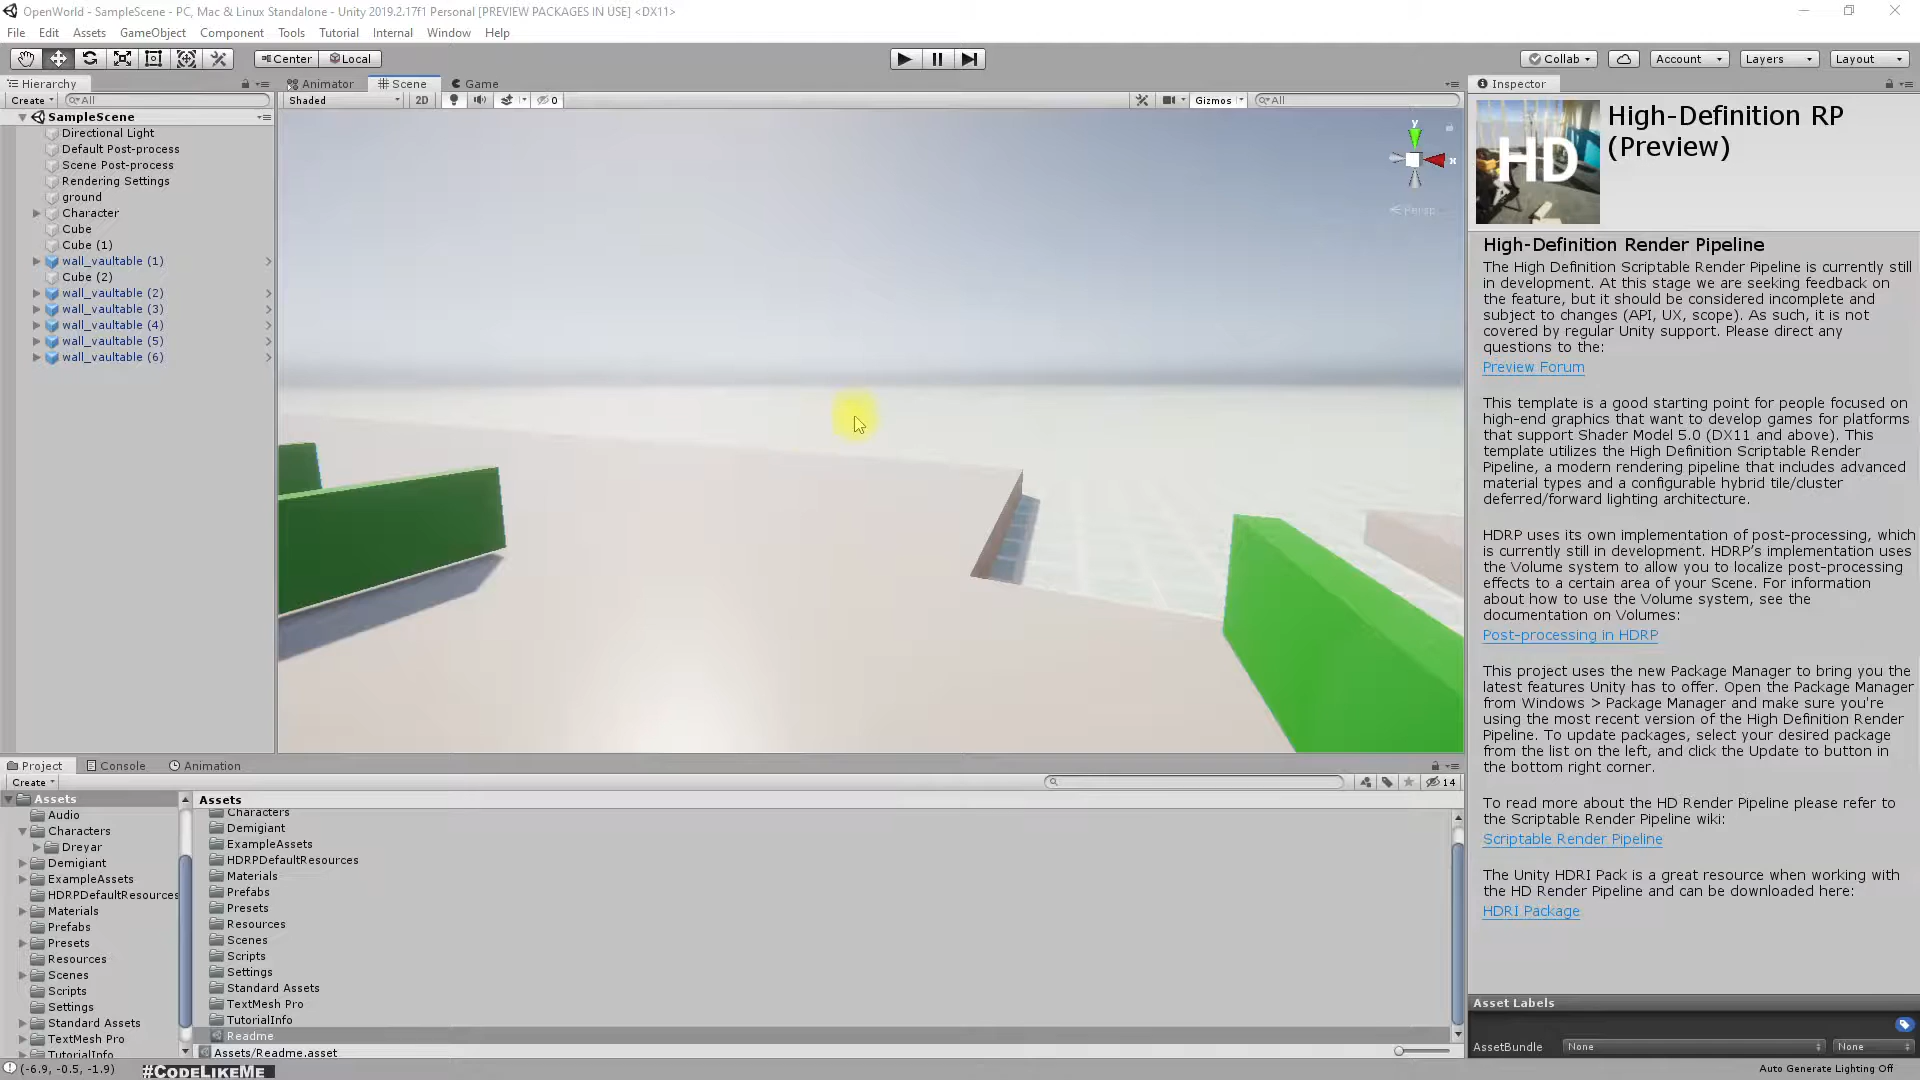 OpenWorld - SampleScene - PC, Mac & Linux Standalone - Unity 2019.2.17f1 Personal [PREVIEW PACKAGES IN USE] <DX11>
File Edit Assets GameObject Component Tools Tutorial Internal Window Help
Center Local Collab Account Layers Layout
Hierarchy Animator Scene Game Inspector
Create All Shaded 2D 0 Gizmos All
SampleScene
Directional Light
Default Post-process
Scene Post-process
Rendering Settings
ground
Character
Cube
Cube (1)
wall_vaultable (1)
Cube (2)
wall_vaultable (2)
wall_vaultable (3)
wall_vaultable (4)
wall_vaultable (5)
wall_vaultable (6)
y
x
Persp
HD
High-Definition RP
(Preview)
High-Definition Render Pipeline
The High Definition Scriptable Render Pipeline is currently still
in development. At this stage we are seeking feedback on
the feature, but it should be considered incomplete and
subject to changes (API, UX, scope). As such, it is not
covered by regular Unity support. Please direct any
questions to the:
Preview Forum
This template is a good starting point for people focused on
high-end graphics that want to develop games for platforms
that support Shader Model 5.0 (DX11 and above). This
template utilizes the High Definition Scriptable Render
Pipeline, a modern rendering pipeline that includes advanced
material types and a configurable hybrid tile/cluster
deferred/forward lighting architecture.
HDRP uses its own implementation of post-processing, which
is currently still in development. HDRP's implementation uses
the Volume system to allow you to localize post-processing
effects to a certain area of your Scene. For information
about how to use the Volume system, see the
documentation on Volumes:
Post-processing in HDRP
This project uses the new Package Manager to bring you the
latest features Unity has to offer. Open the Package Manager
from Windows > Package Manager and make sure you're
using the most recent version of the High Definition Render
Pipeline. To update packages, select your desired package
from the list on the left, and click the Update to button in
the bottom right corner.
To read more about the HD Render Pipeline please refer to
the Scriptable Render Pipeline wiki:
Scriptable Render Pipeline
The Unity HDRI Pack is a great resource when working with
the HD Render Pipeline and can be downloaded here:
HDRI Package
Asset Labels
AssetBundle None None
Auto Generate Lighting Off
Project Console Animation
Create 14
Assets
Audio
Characters
Dreyar
Demigiant
ExampleAssets
HDRPDefaultResources
Materials
Prefabs
Presets
Resources
Scenes
Scripts
Settings
Standard Assets
TextMesh Pro
TutorialInfo
Assets
Characters
Demigiant
ExampleAssets
HDRPDefaultResources
Materials
Prefabs
Presets
Resources
Scenes
Scripts
Settings
Standard Assets
TextMesh Pro
TutorialInfo
Readme
Assets/Readme.asset
(-6.9, -0.5, -1.9) #CODELIKEME